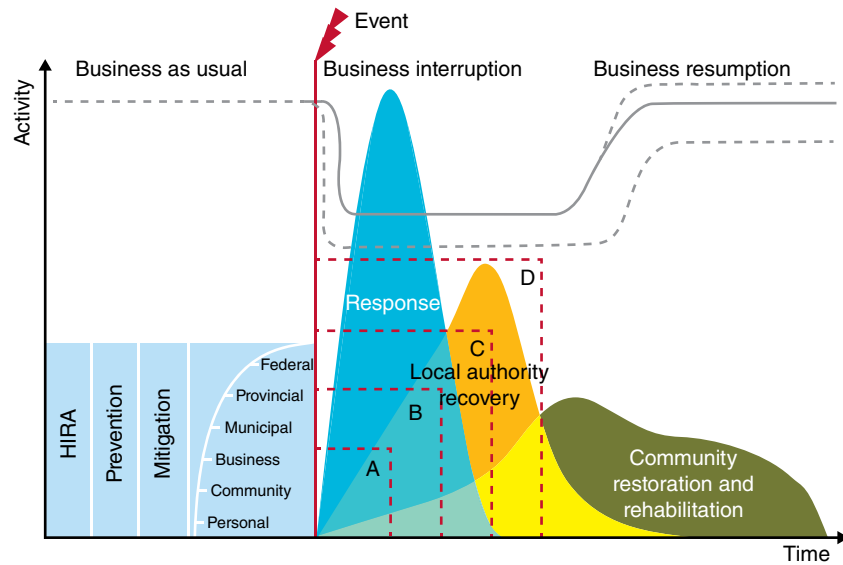 Event
Business as usual
Business interruption
Business resumption
Activity
HIRA
Prevention
Mitigation
Federal
Provincial
Municipal
Business
Community
Personal
Response
A
B
C
D
Local authority
recovery
Community
restoration and
rehabilitation
Time